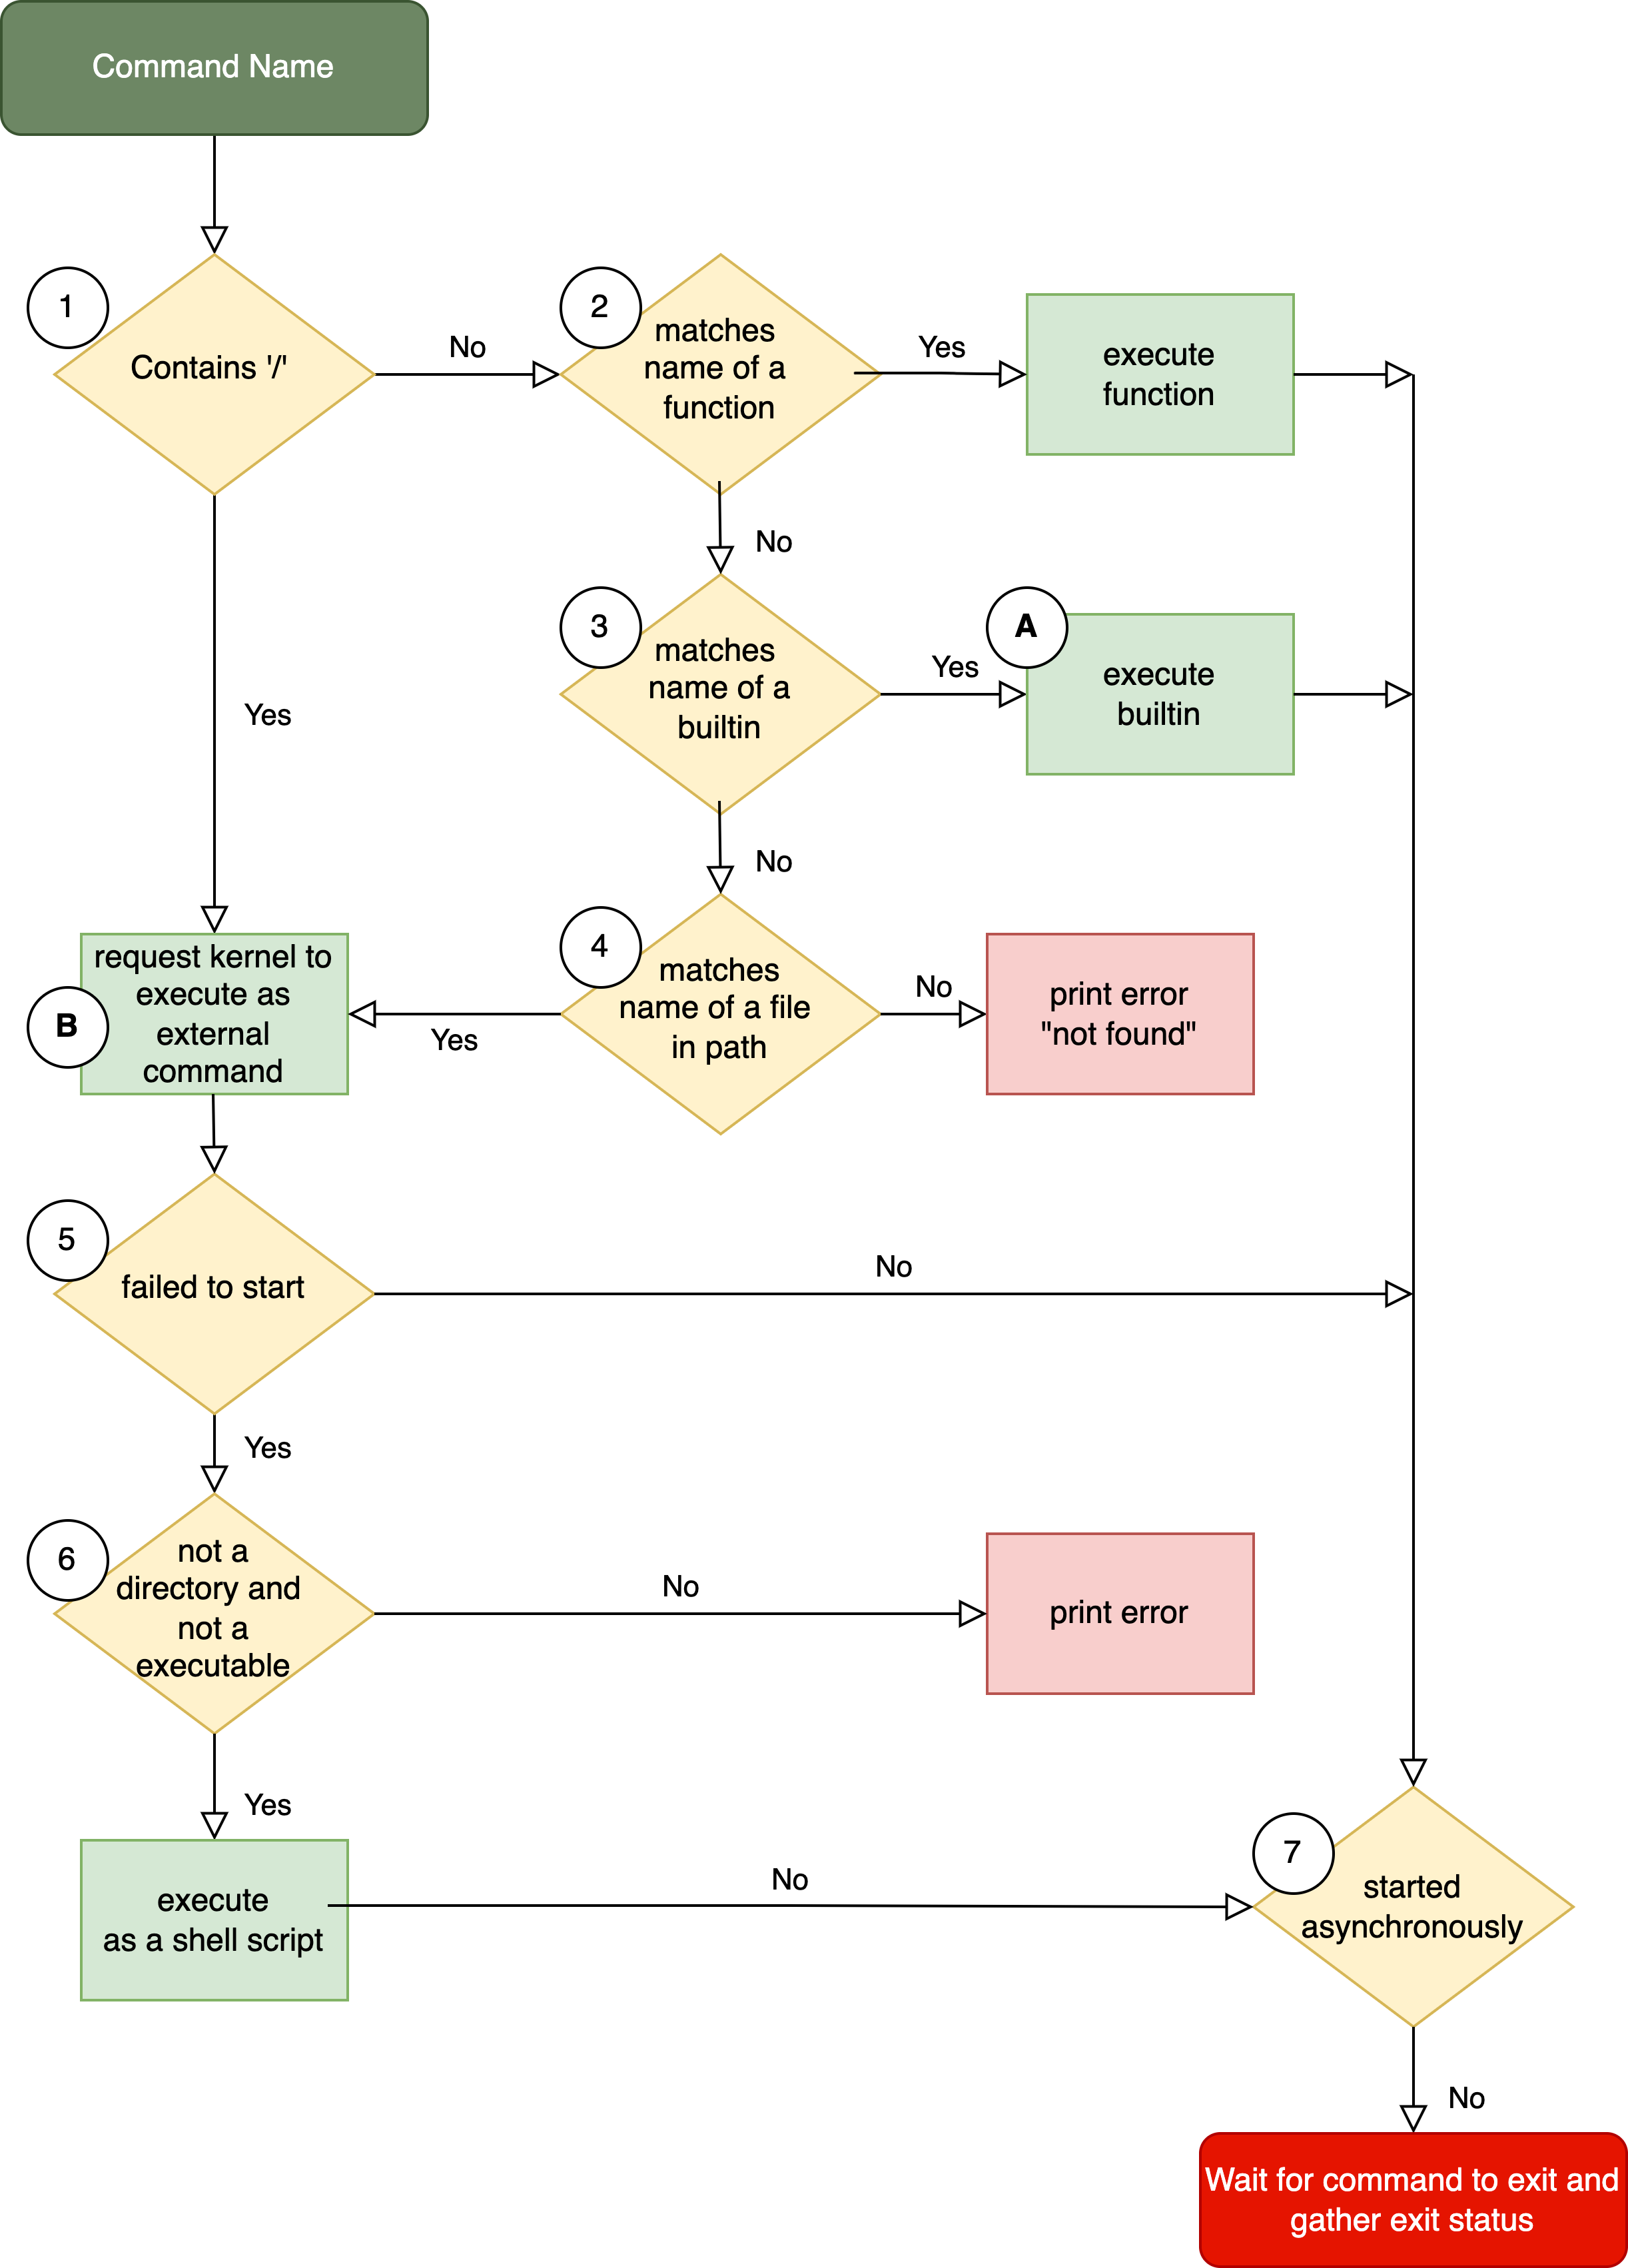 Command Name
1
Contains '/'
No
2
matches
name of a
function
Yes
execute
function
No
3
matches
name of a
builtin
Yes
A
execute
builtin
Yes
No
B
request kernel to
execute as
external
command
Yes
4
matches
name of a file
in path
No
print error
"not found"
5
failed to start
No
Yes
6
not a
directory and
not a
executable
No
print error
Yes
execute
as a shell script
No
7
started
asynchronously
No
Wait for command to exit and
gather exit status